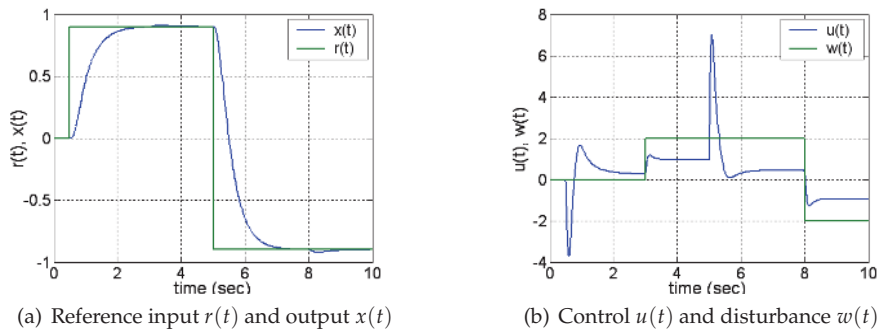 1
0.5
0
-0.5
-1
r(t), x(t)
x(t)
r(t)
0
2
4
6
8
10
time (sec)
(a) Reference input r(t) and output x(t)
8
6
4
2
0
-2
-4
u(t), w(t)
u(t)
w(t)
0
2
4
6
8
10
time (sec)
(b) Control u(t) and disturbance w(t)